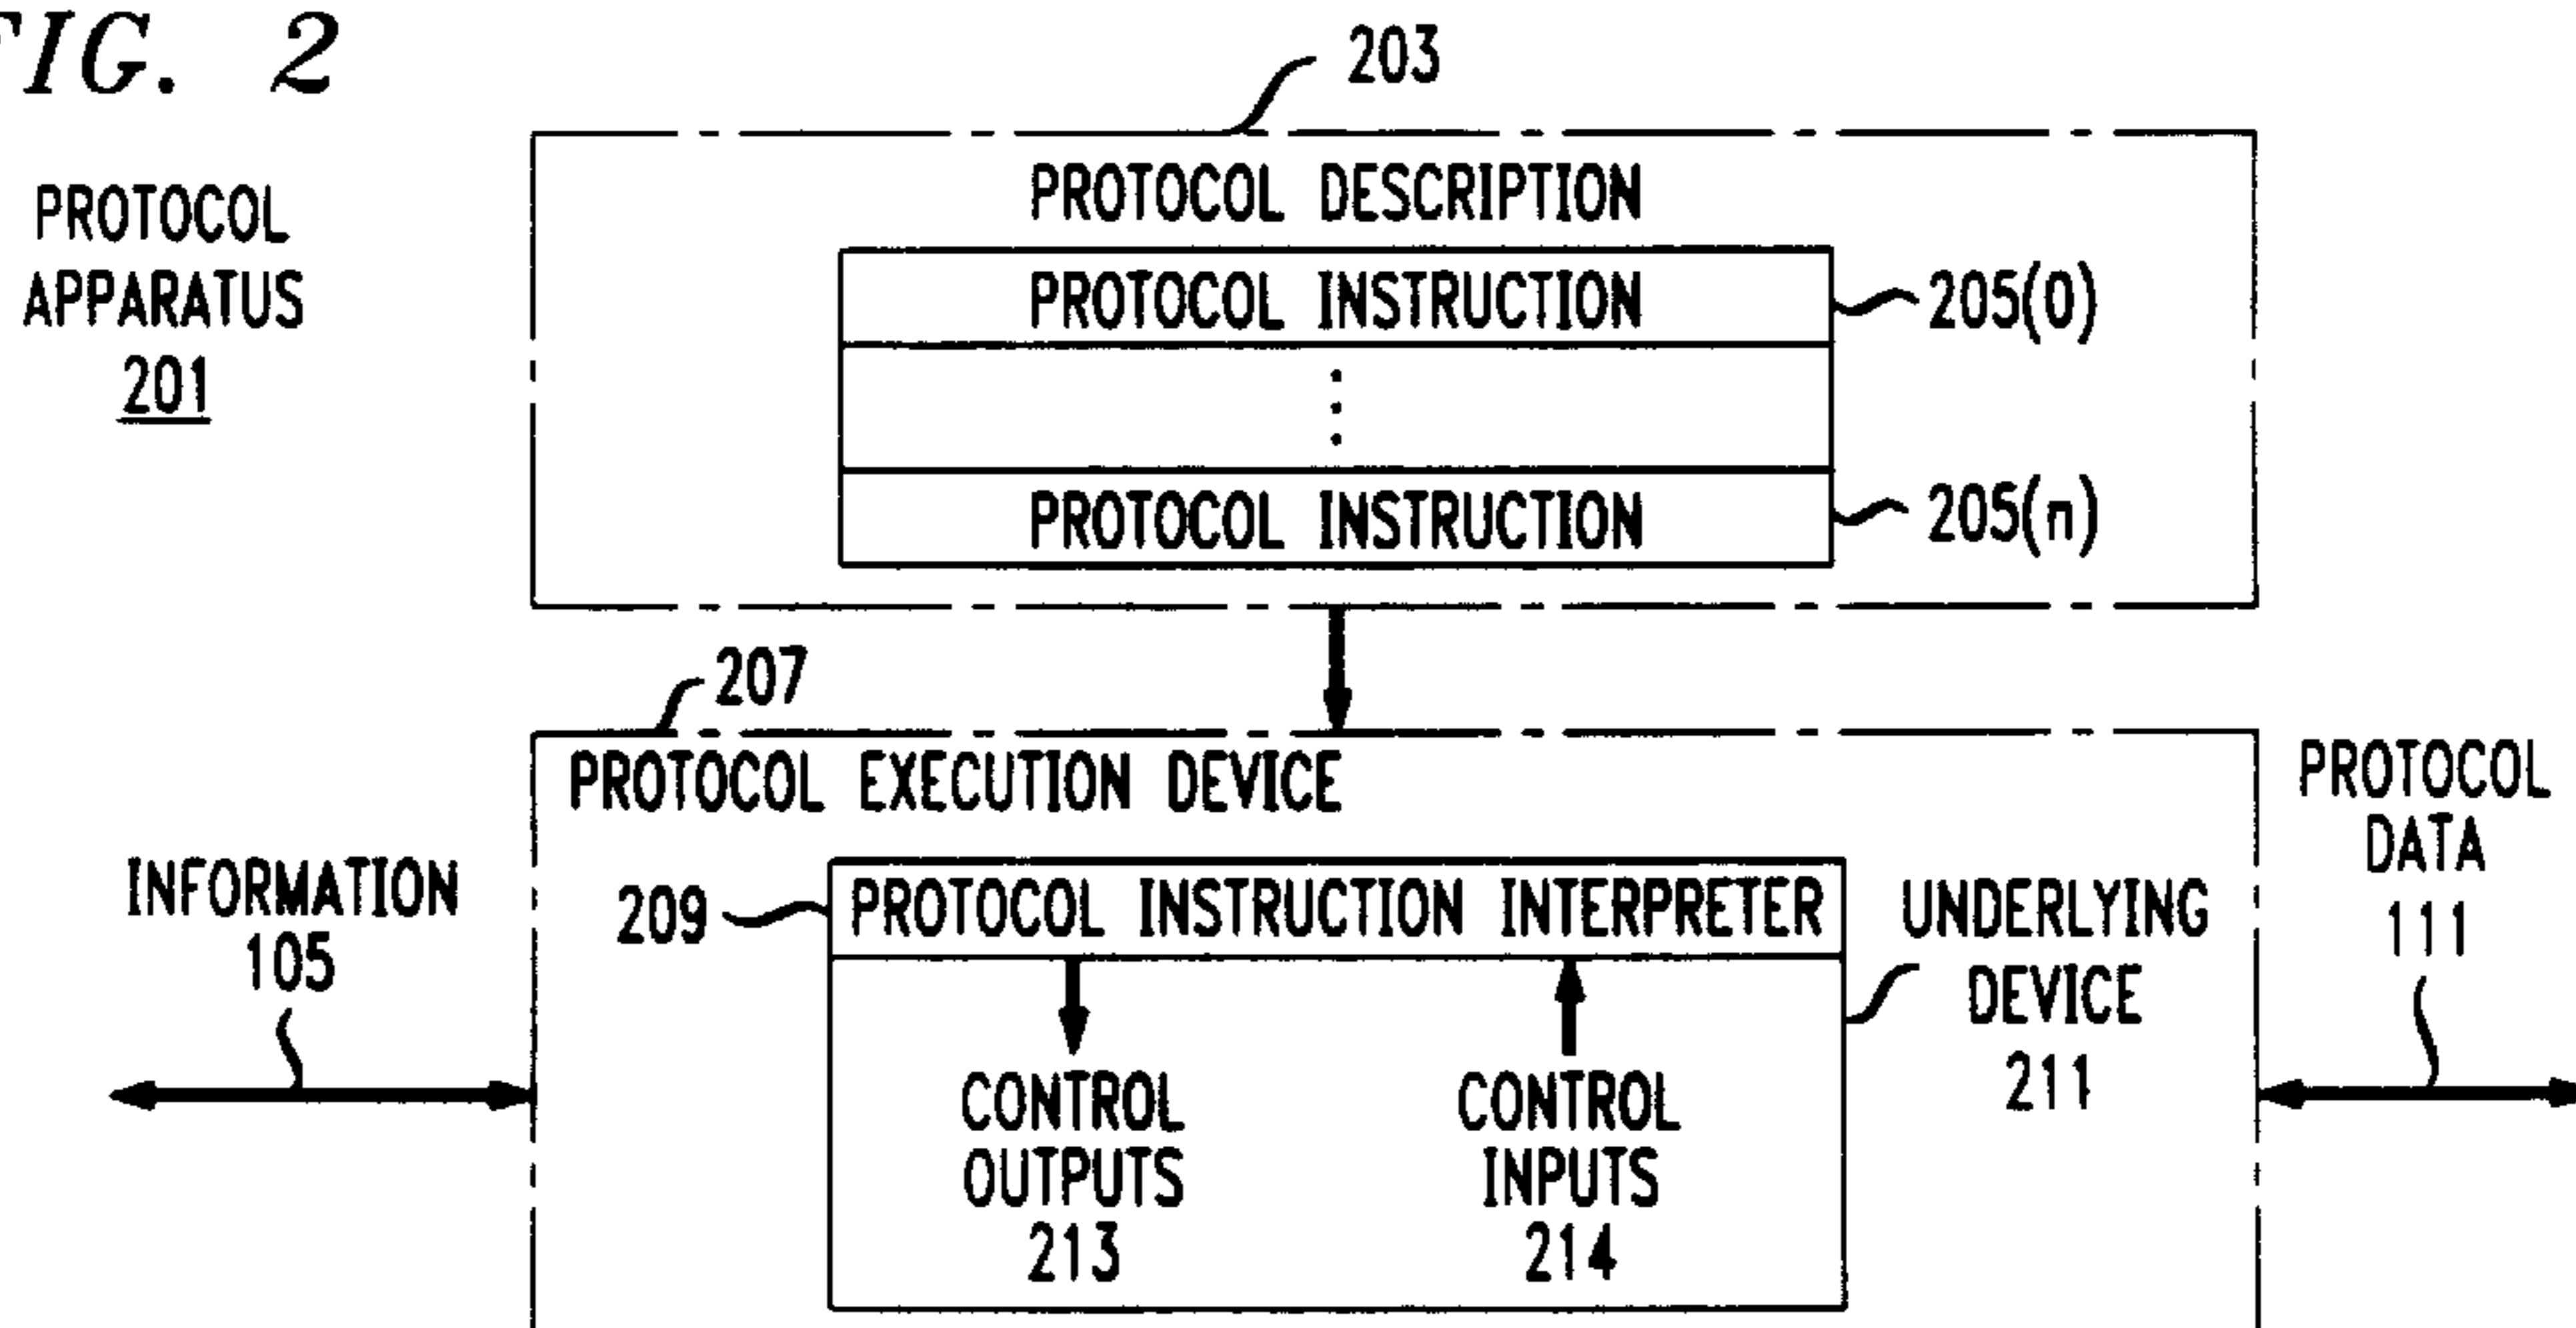 FIG. 2
203
PROTOCOL
APPARATUS
201
PROTOCOL DESCRIPTION
PROTOCOL INSTRUCTION
205(0)
PROTOCOL INSTRUCTION
205(n)
207
PROTOCOL EXECUTION DEVICE
PROTOCOL
DATA
111
INFORMATION
105
209
PROTOCOL INSTRUCTION INTERPRETER
UNDERLYING
DEVICE
211
CONTROL
OUTPUTS
213
CONTROL
INPUTS
214